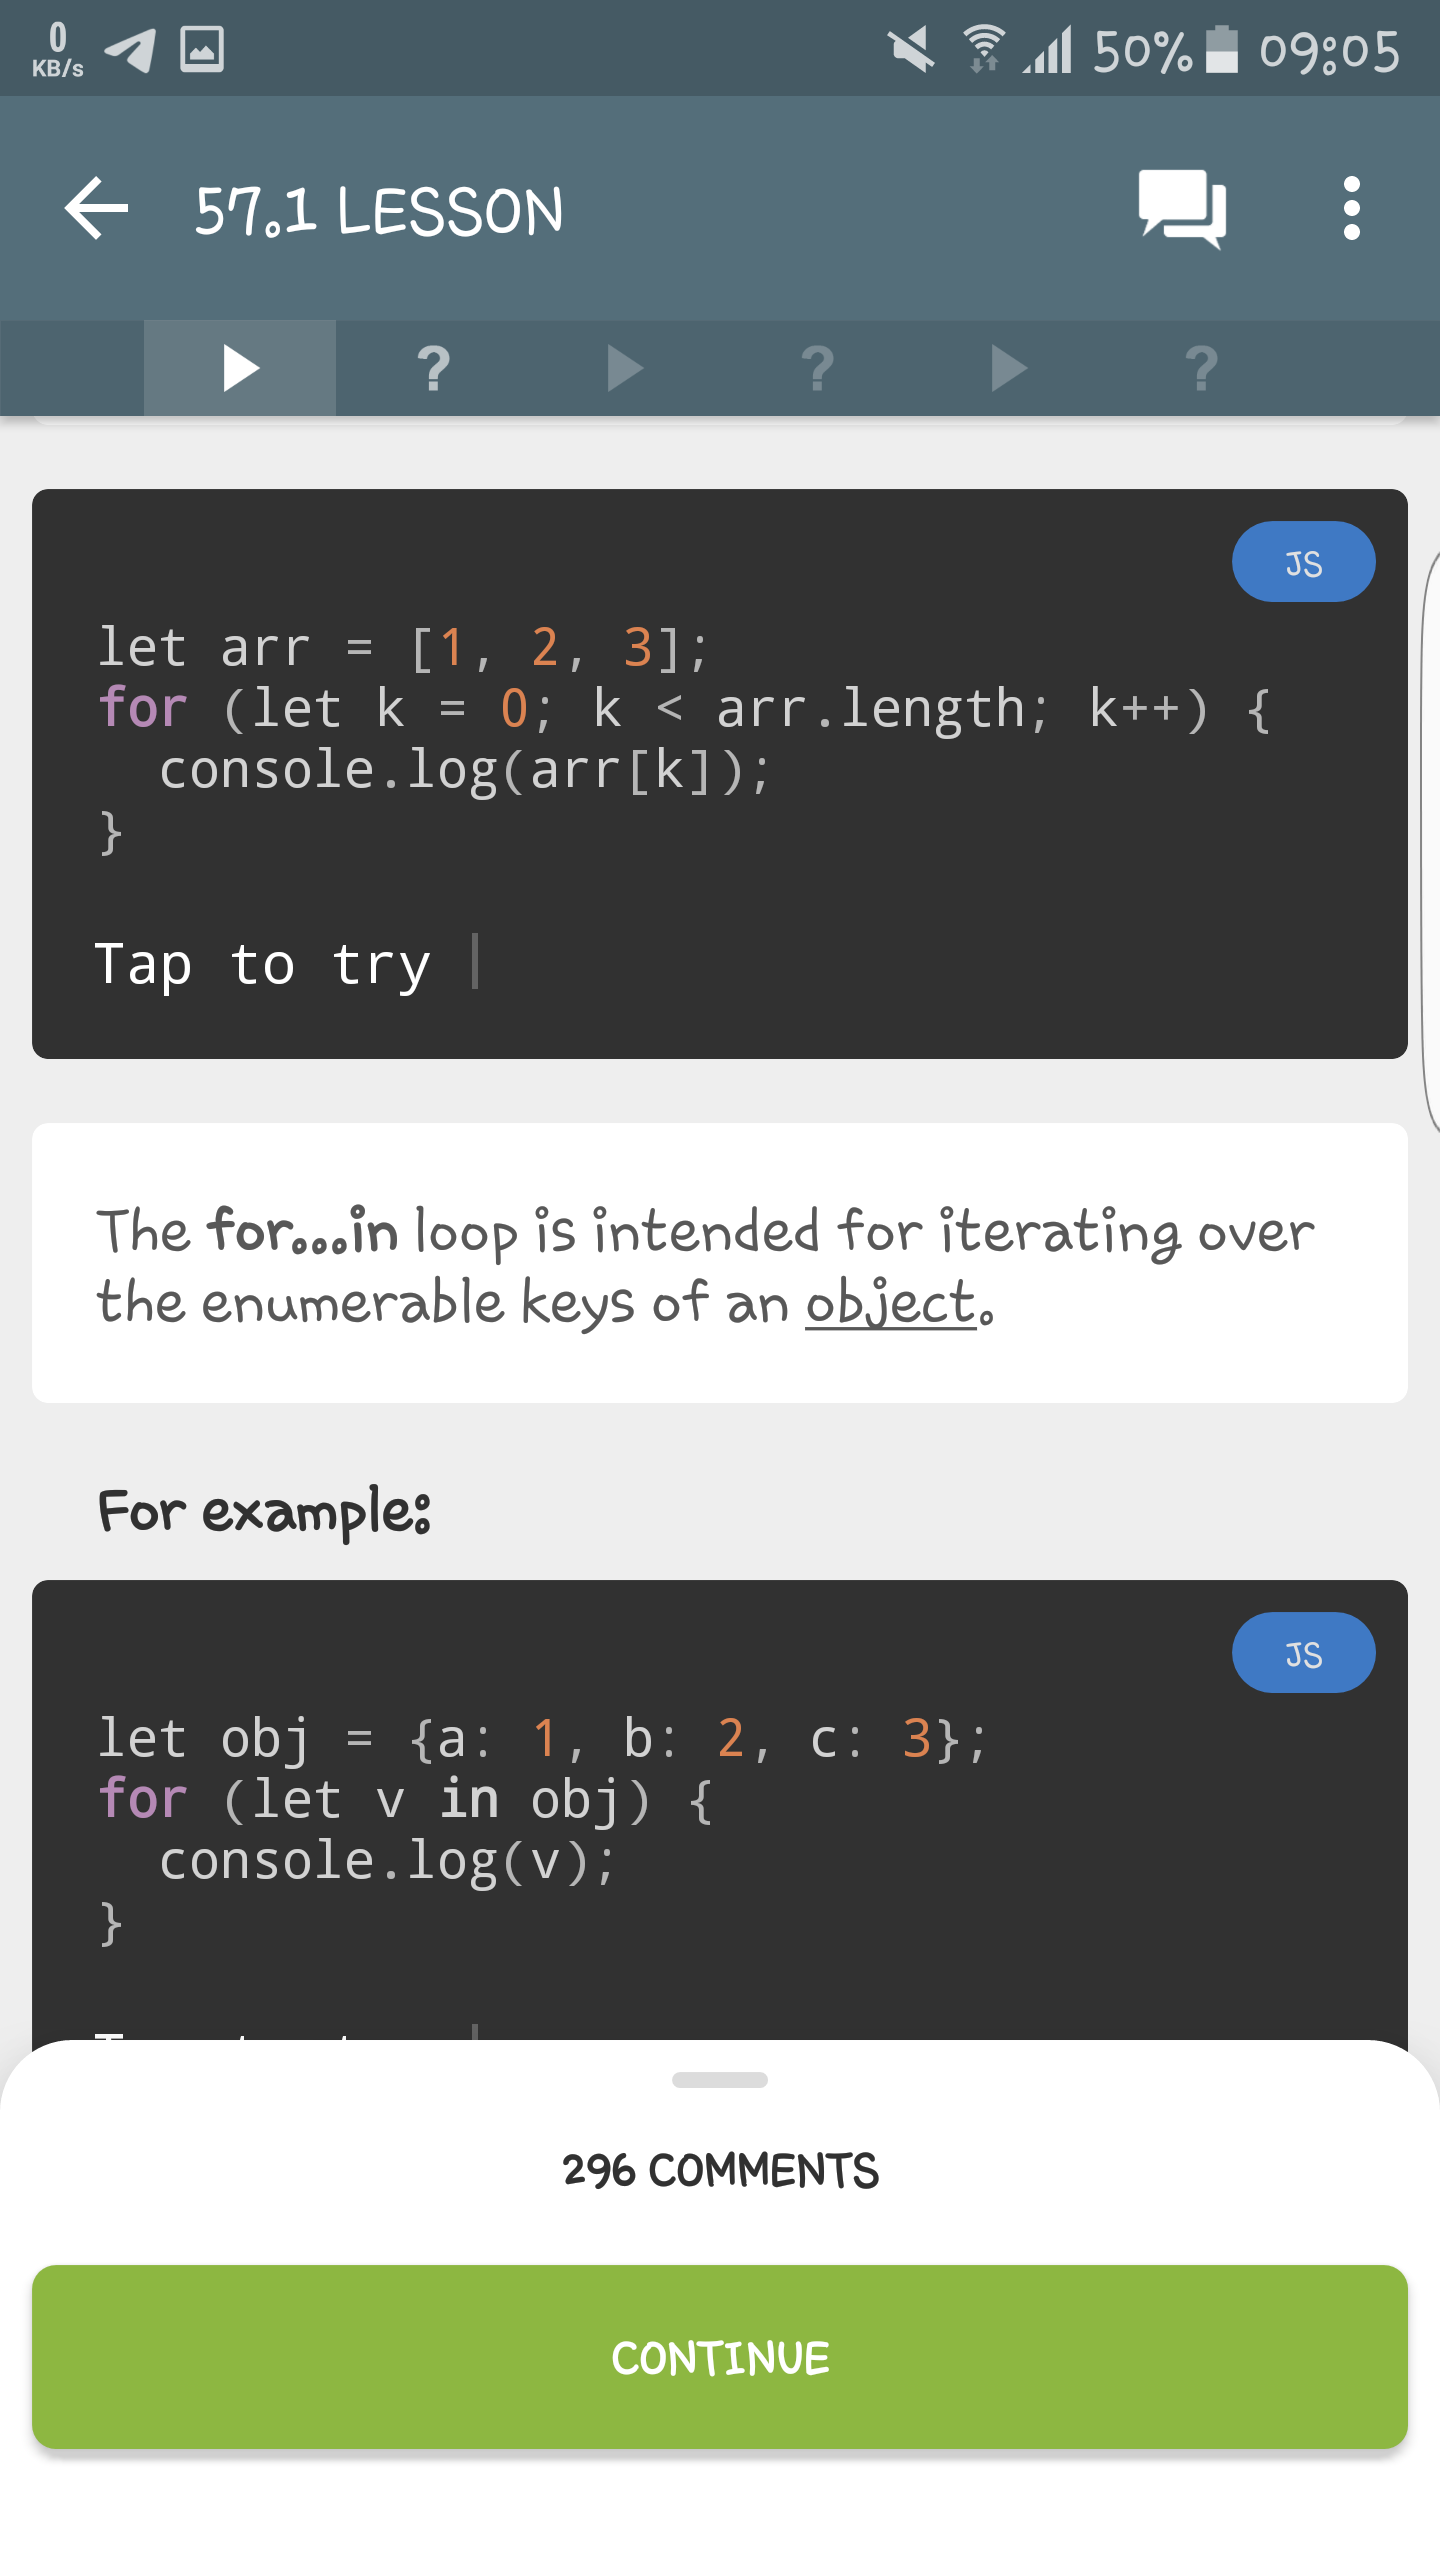 0
KB/s
50%
09:05
57.1 LESSON
? ? ?
JS
let arr = [1, 2, 3];
for (let k = 0; k < arr.length; k++) {
  console.log(arr[k]);
}
Tap to try
The for...in loop is intended for iterating over
the enumerable keys of an object.
For example:
JS
let obj = {a: 1, b: 2, c: 3};
for (let v in obj) {
  console.log(v);
}
296 COMMENTS
CONTINUE